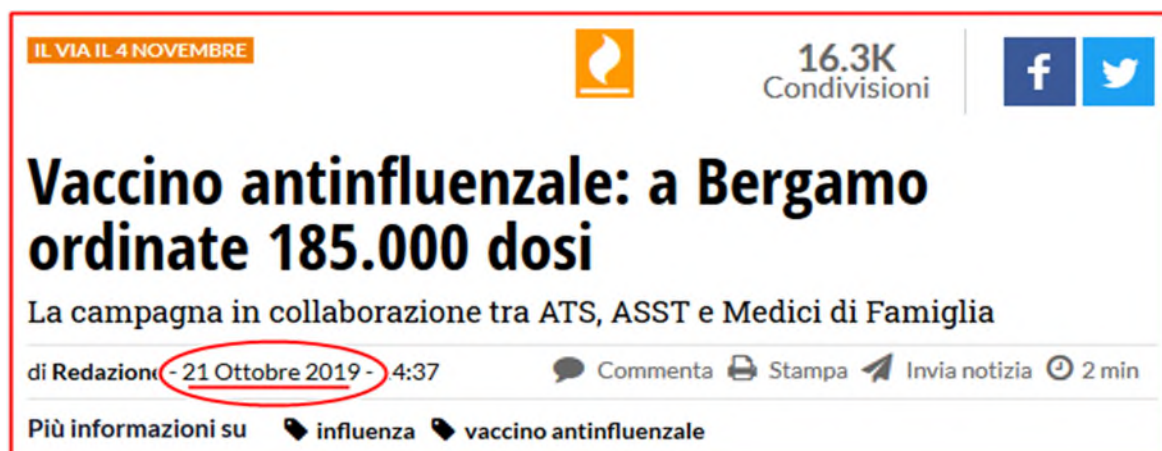 IL VIA IL 4 NOVEMBRE
16.3K
Condivisioni
f
Vaccino antinfluenzale: a Bergamo
ordinate 185.000 dosi
La campagna in collaborazione tra ATS, ASST e Medici di Famiglia
di Redazione - 21 Ottobre 2019 - 4:37 Commenta Stampa Invia notizia 2 min
Più informazioni su influenza vaccino antinfluenzale